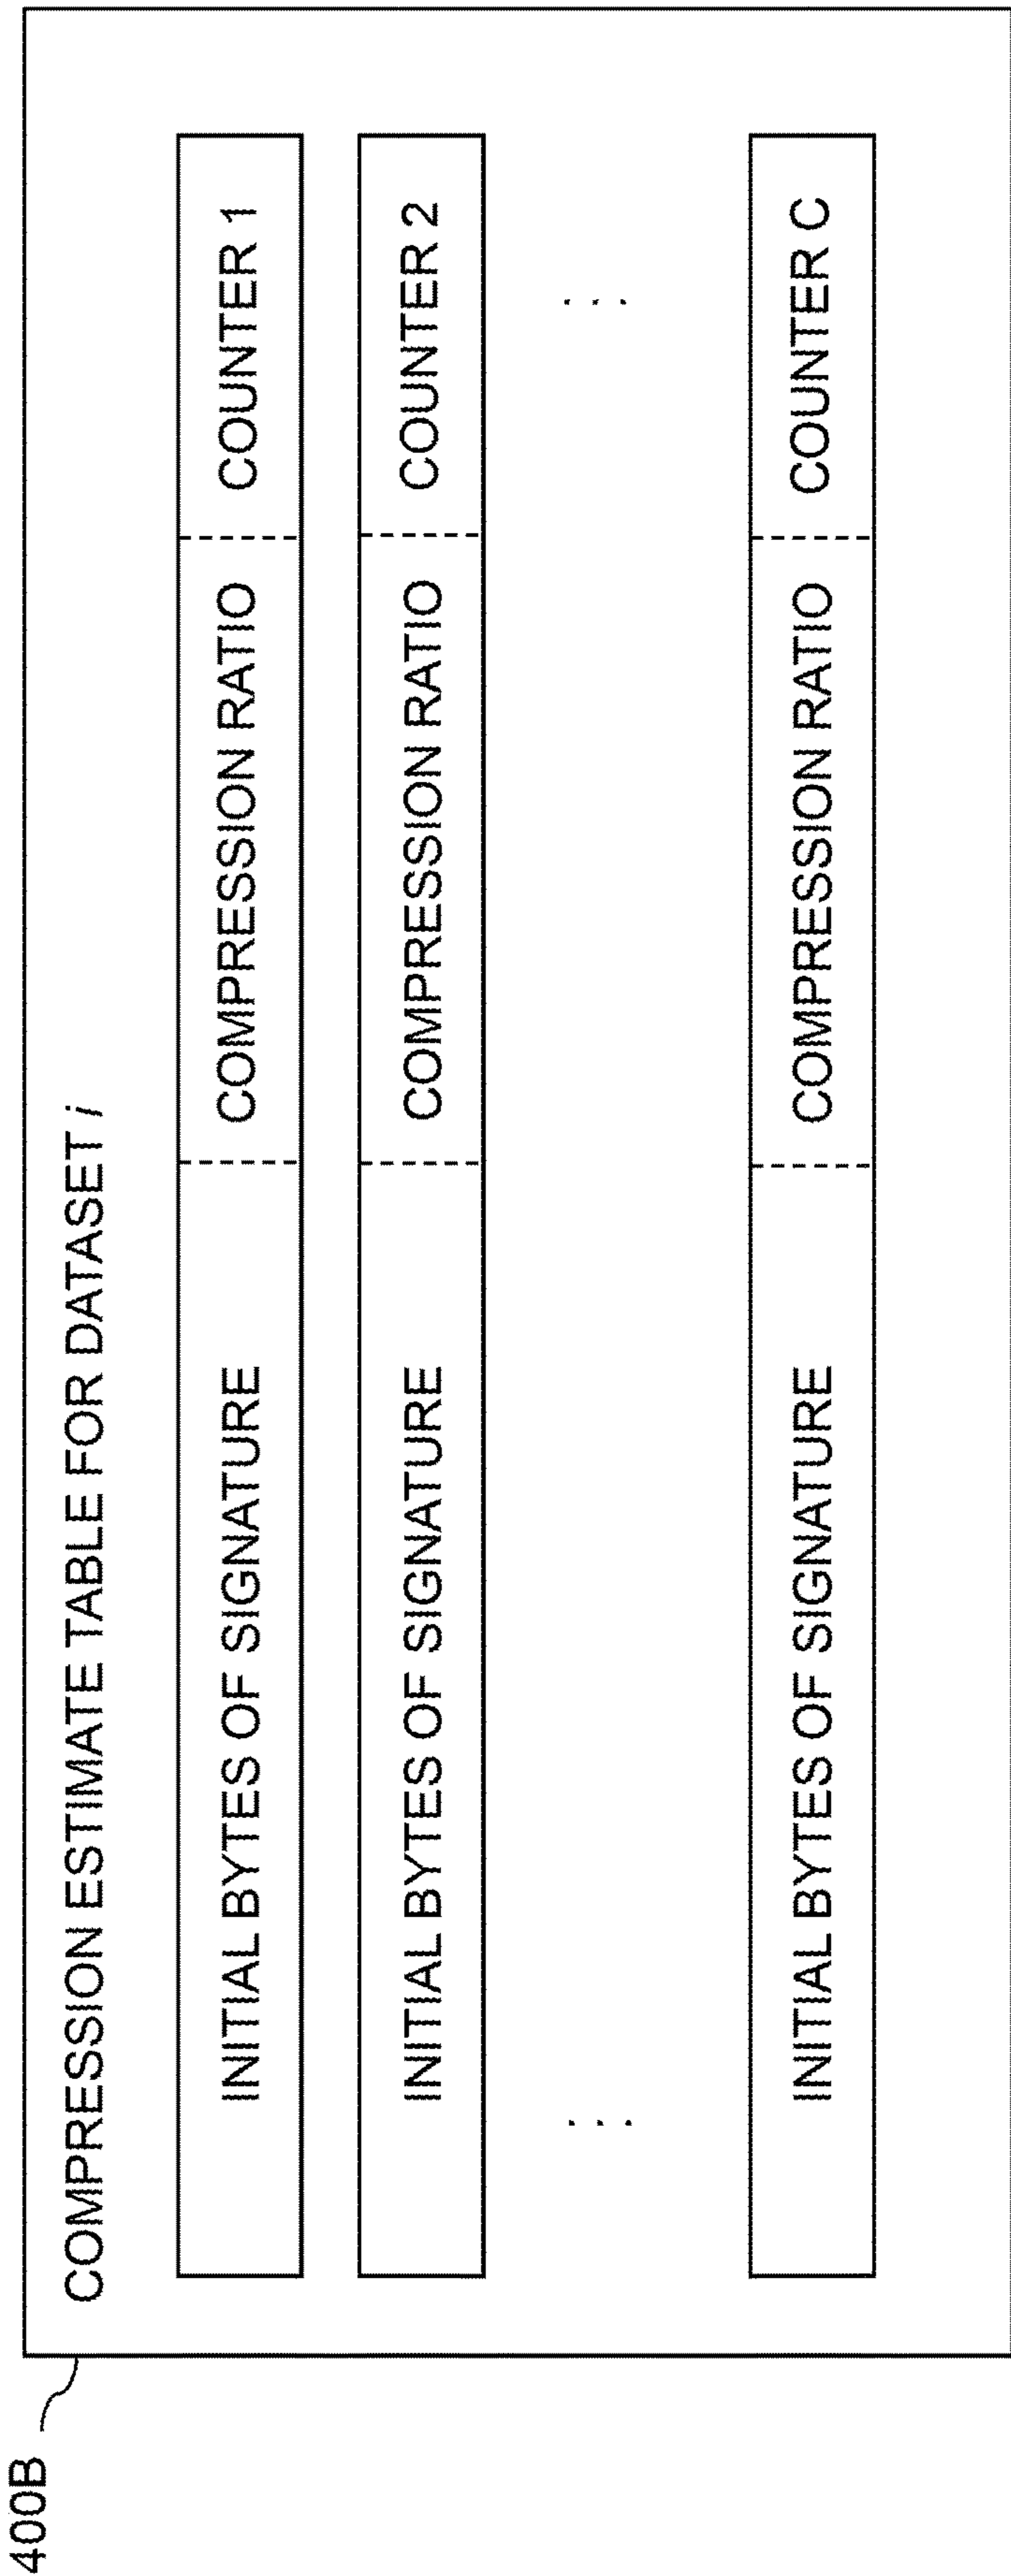 400B
COMPRESSION ESTIMATE TABLE FOR DATASET i
INITIAL BYTES OF SIGNATURE COMPRESSION RATIO COUNTER 1
INITIAL BYTES OF SIGNATURE COMPRESSION RATIO COUNTER 2
. . . . . .
INITIAL BYTES OF SIGNATURE COMPRESSION RATIO COUNTER C